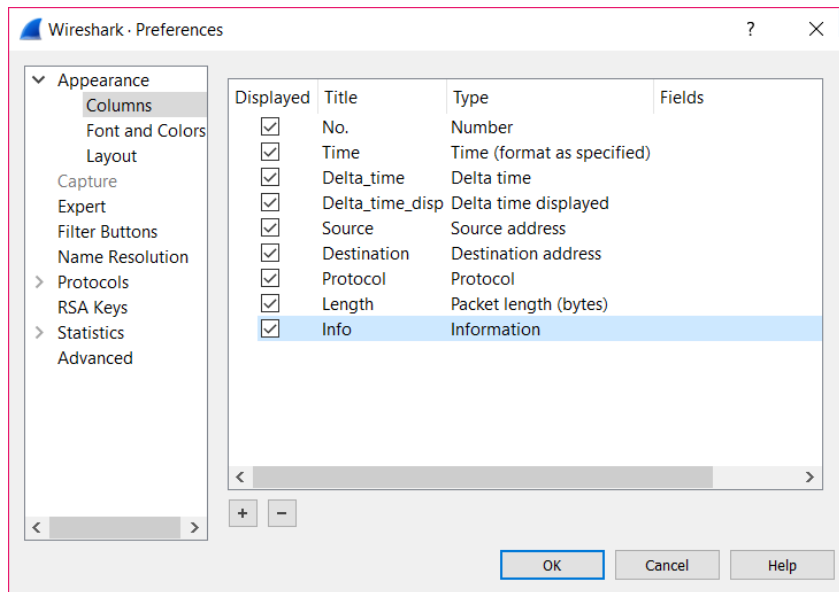 Wireshark · Preferences
?
Appearance
Columns
Font and Colors
Layout
Capture
Expert
Filter Buttons
Name Resolution
Protocols
RSA Keys
Statistics
Advanced
Displayed Title Type Fields
No. Number
Time Time (format as specified)
Delta_time Delta time
Delta_time_disp Delta time displayed
Source Source address
Destination Destination address
Protocol Protocol
Length Packet length (bytes)
Info Information
+ -
OK Cancel Help